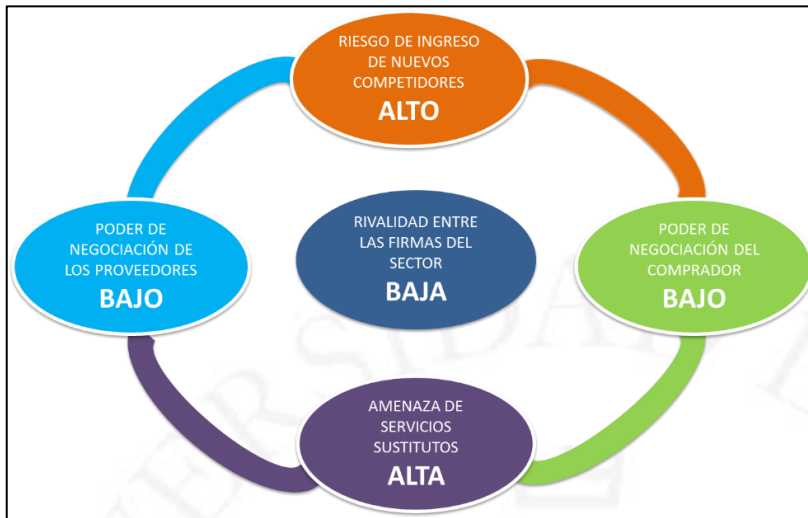 RIESGO DE INGRESO
DE NUEVOS
COMPETIDORES
ALTO
PODER DE
NEGOCIACIÓN DE
LOS PROVEEDORES
BAJO
RIVALIDAD ENTRE
LAS FIRMAS DEL
SECTOR
BAJA
PODER DE
NEGOCIACIÓN DEL
COMPRADOR
BAJO
AMENAZA DE
SERVICIOS
SUSTITUTOS
ALTA